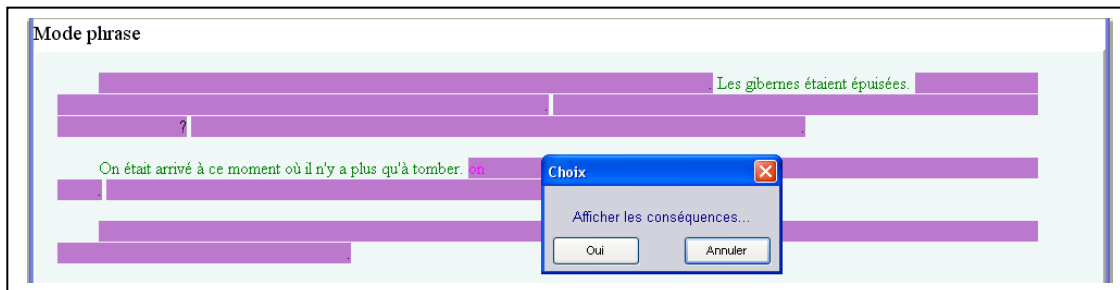 Mode phrase
. Les gibernes étaient épuisées.
. .
? .
On était arrivé à ce moment où il n'y a plus qu'à tomber. on
.
.
Choix
Afficher les conséquences...
Oui Annuler